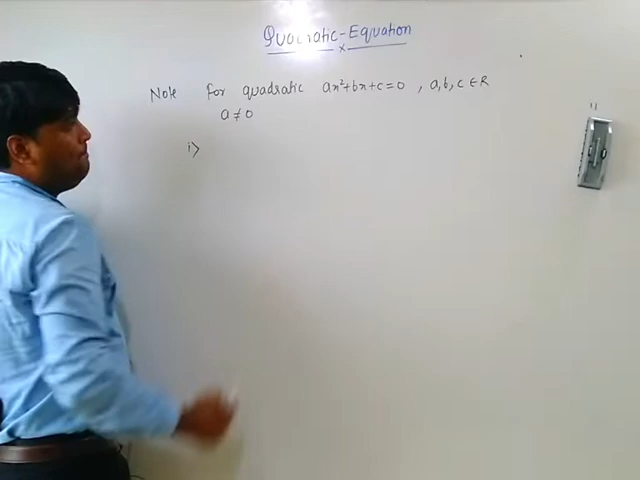 Quadratic-Equation
x
Note for quadratic ax²+bx+c=0 , a,b,c ∈ R
a≠0
i>